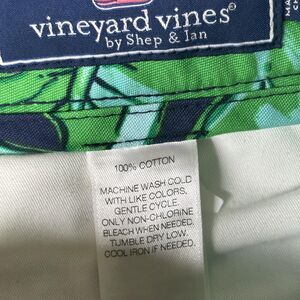 vineyard vines®
by Shep & Ian
100% COTTON
MACHINE WASH COLD
WITH LIKE COLORS,
GENTLE CYCLE.
ONLY NON-CHLORINE
BLEACH WHEN NEEDED.
TUMBLE DRY LOW.
COOL IRON IF NEEDED.